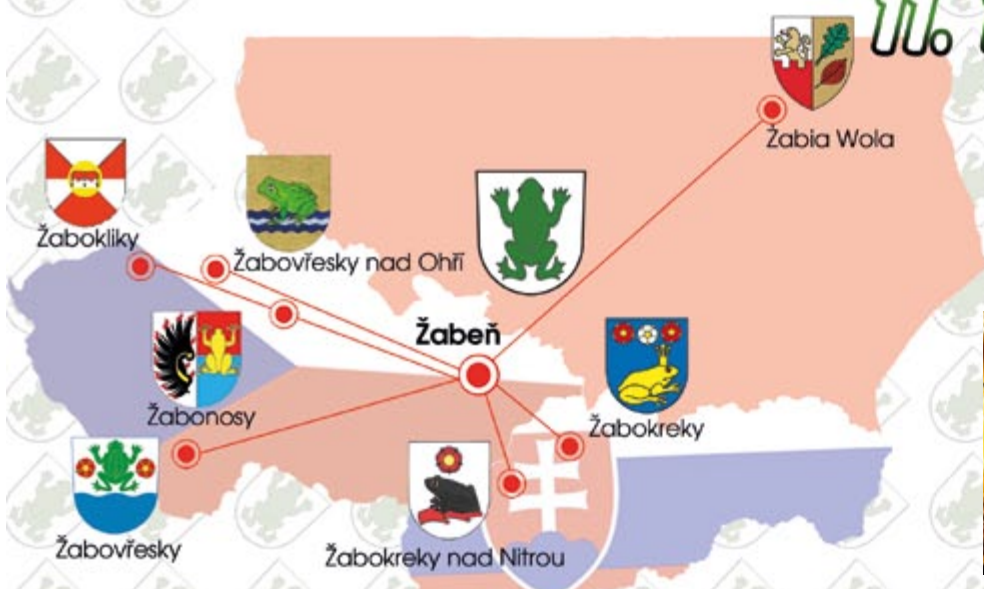 Žabia Wola
Žabokliky
Žabovřesky nad Ohří
Žabeň
Žabonosy
Žabokreky
Žabovřesky
Žabokreky nad Nitrou